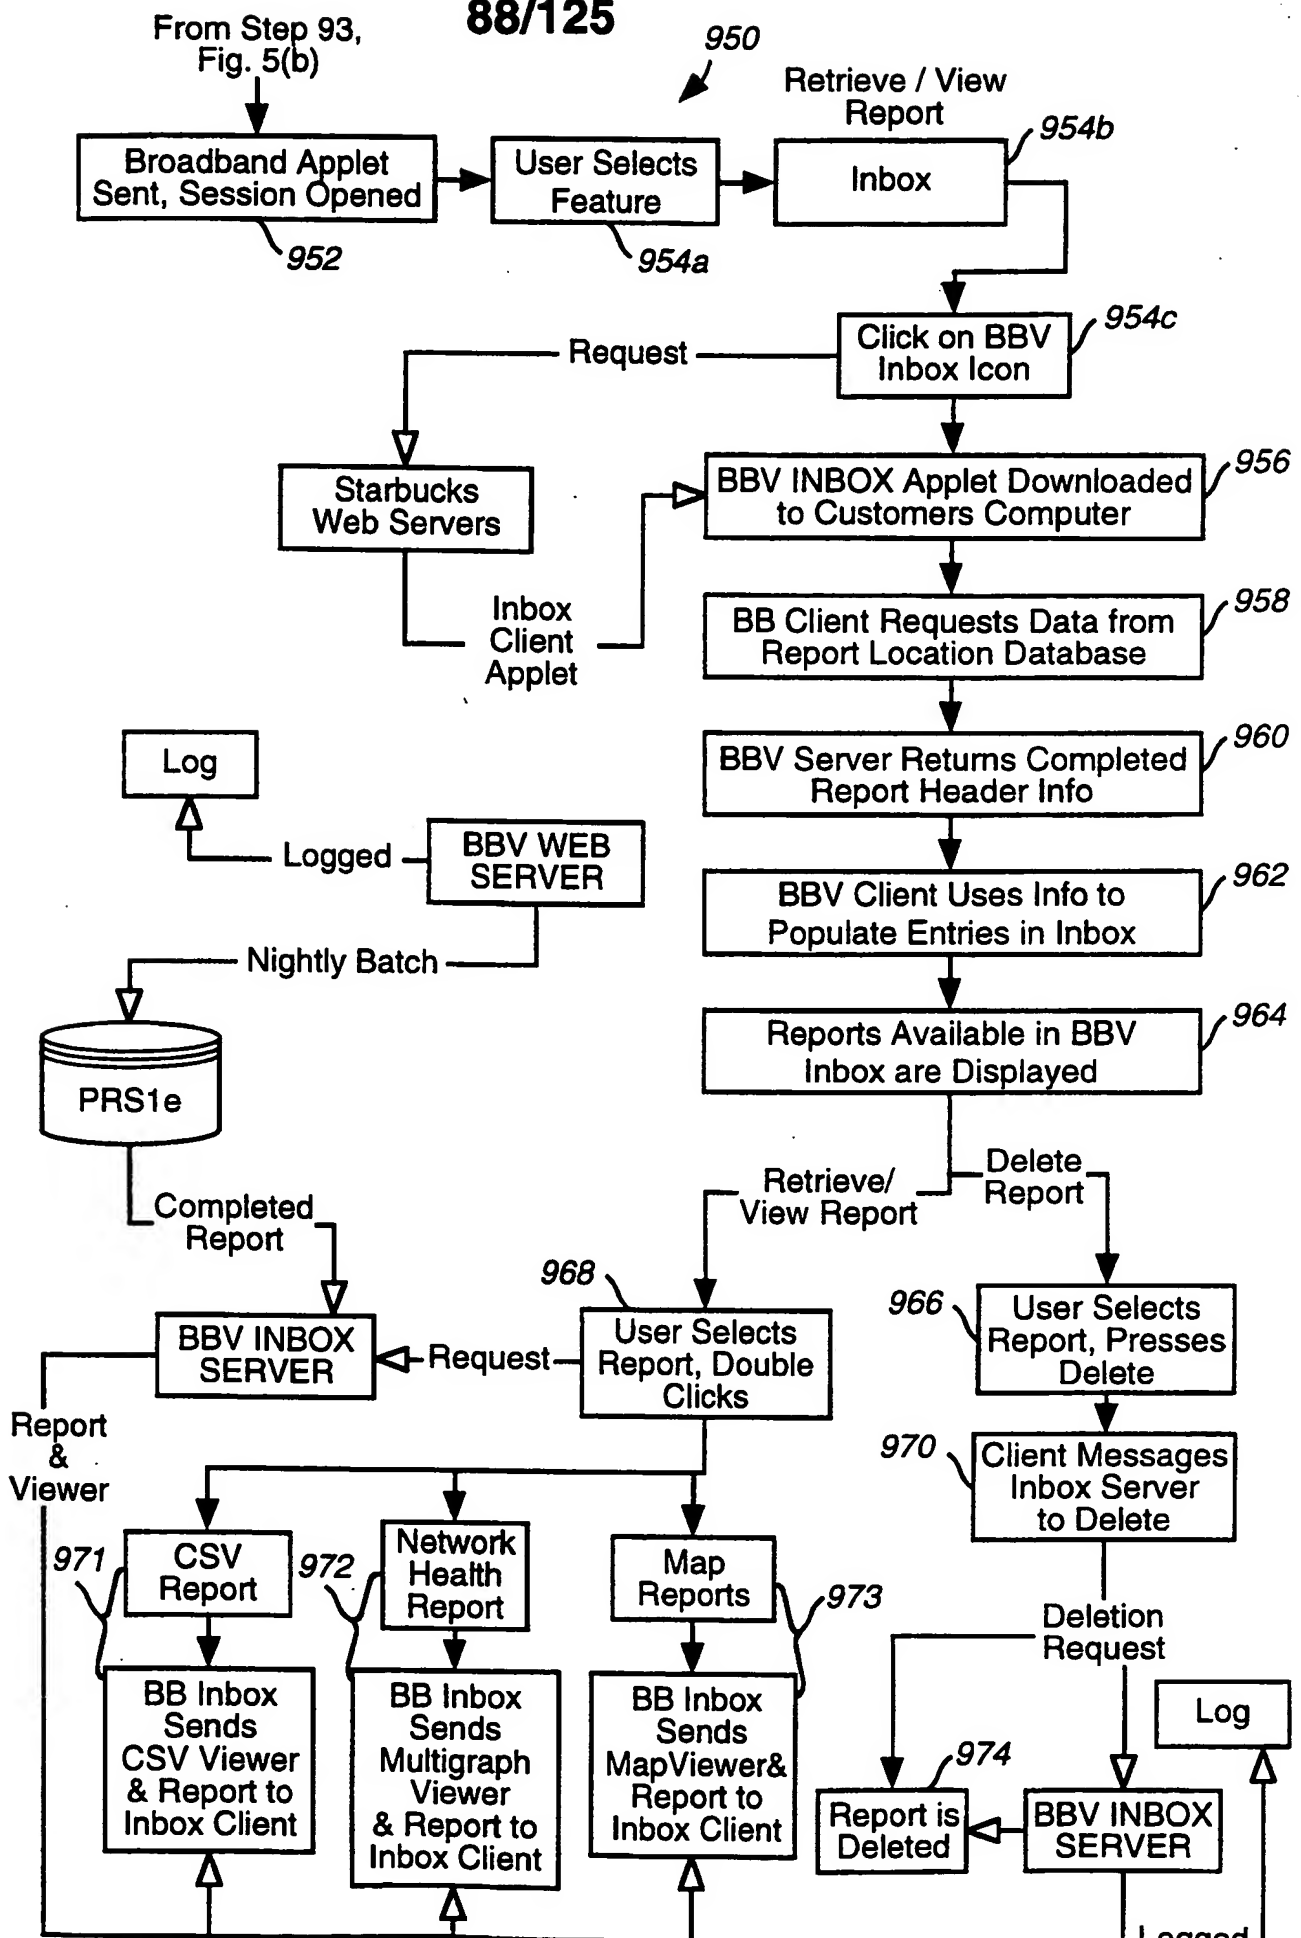 88/125
From Step 93,
Fig. 5(b)
950
Retrieve / View
Report
954b
Broadband Applet
Sent, Session Opened
952
User Selects
Feature
954a
Inbox
954c
Click on BBV
Inbox Icon
Request
Starbucks
Web Servers
956
BBV INBOX Applet Downloaded
to Customers Computer
Inbox
Client
Applet
958
BB Client Requests Data from
Report Location Database
960
BBV Server Returns Completed
Report Header Info
Log
Logged
BBV WEB
SERVER
962
BBV Client Uses Info to
Populate Entries in Inbox
Nightly Batch
964
Reports Available in BBV
Inbox are Displayed
PRS1e
Completed
Report
Retrieve/
View Report
Delete
Report
968
User Selects
Report, Double
Clicks
966
User Selects
Report, Presses
Delete
BBV INBOX
SERVER
Request
Report
&
Viewer
970
Client Messages
Inbox Server
to Delete
971
CSV
Report
972
Network
Health
Report
Map
Reports
973
Deletion
Request
BB Inbox
Sends
CSV Viewer
& Report to
Inbox Client
BB Inbox
Sends
Multigraph
Viewer
& Report to
Inbox Client
BB Inbox
Sends
MapViewer&
Report to
Inbox Client
Log
974
Report is
Deleted
BBV INBOX
SERVER
Logged